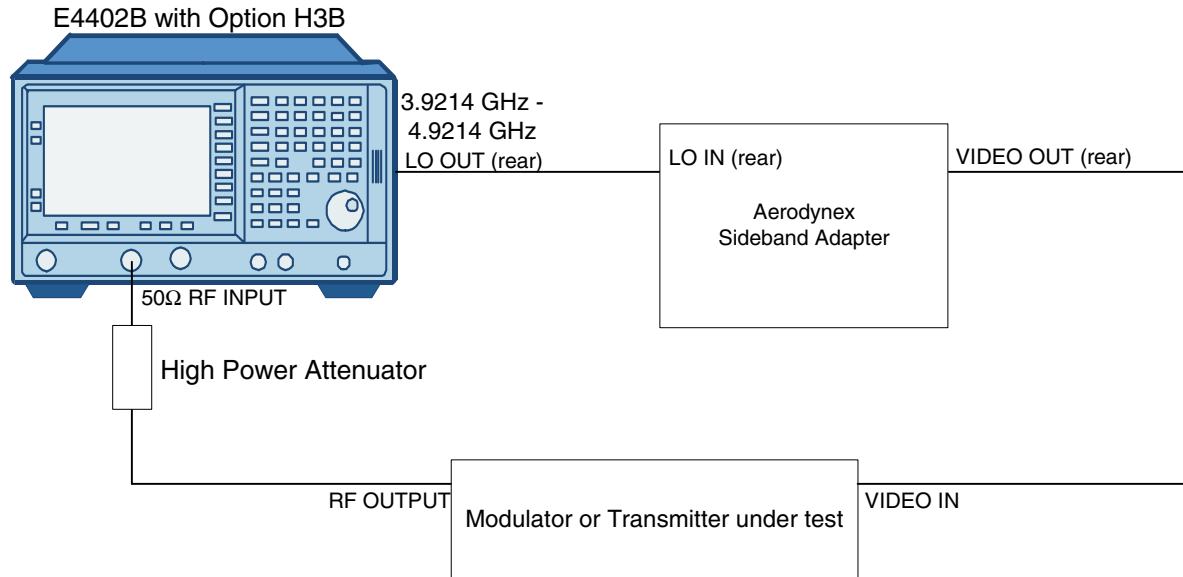 E4402B with Option H3B
3.9214 GHz -
4.9214 GHz
LO OUT (rear)
LO IN (rear)
VIDEO OUT (rear)
Aerodynex
Sideband Adapter
50Ω RF INPUT
High Power Attenuator
RF OUTPUT
VIDEO IN
Modulator or Transmitter under test